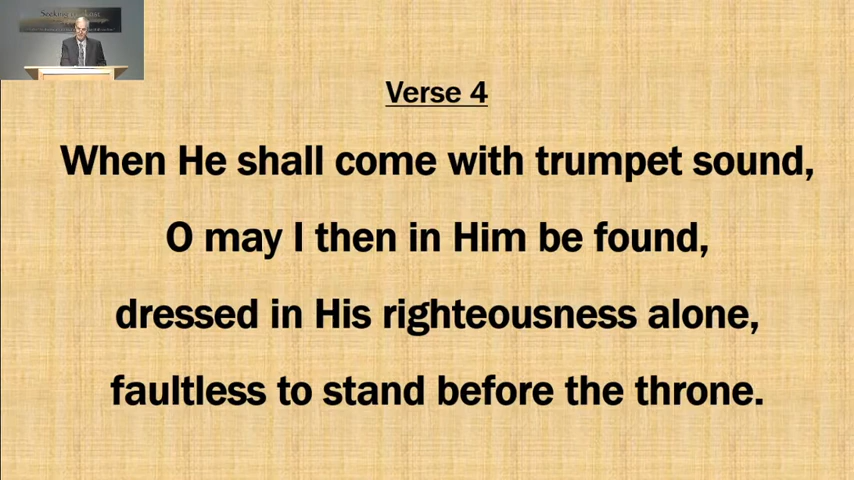 Verse 4
When He shall come with trumpet sound,
O may I then in Him be found,
dressed in His righteousness alone,
faultless to stand before the throne.